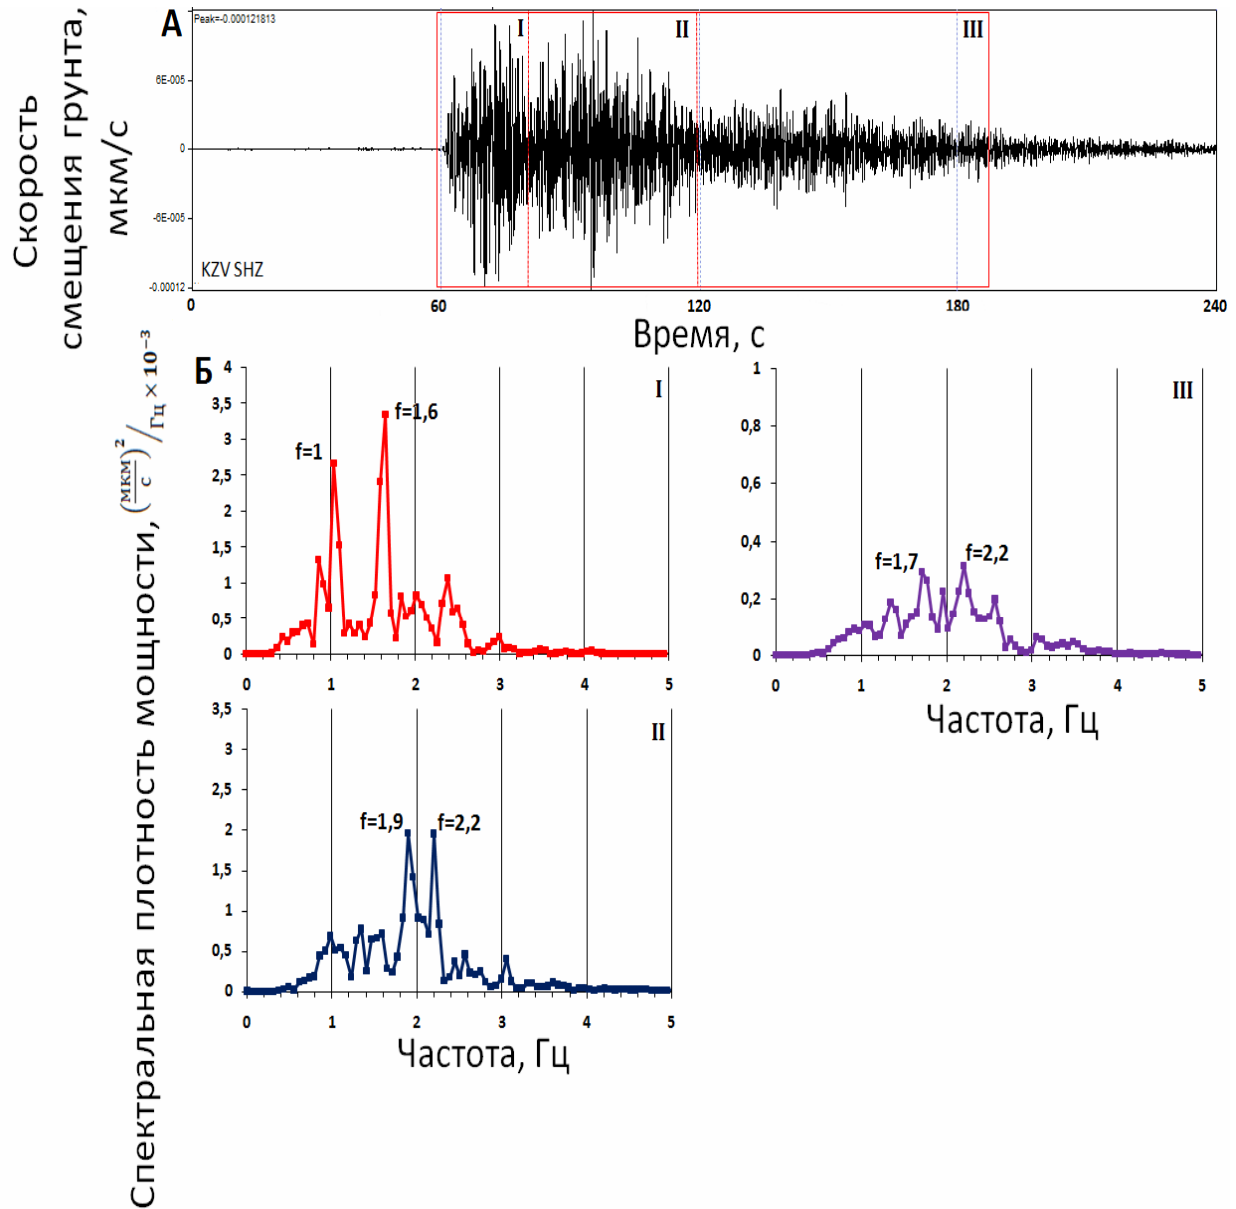 А
Скорость
смещения грунта,
мкм/с
Peak=-0.000121813
I
II
III
6E-005
0
-6E-005
-0.00012
KZV SHZ
0 60 120 180 240
Время, с
Спектральная плотность мощности, (мкм/с)²/Гц × 10⁻³
Б
I
4
3,5
3
2,5
2
1,5
1
0,5
0
f=1
f=1,6
0 1 2 3 4 5
III
1
0,8
0,6
0,4
0,2
0
f=1,7
f=2,2
0 1 2 3 4 5
Частота, Гц
II
3,5
3
2,5
2
1,5
1
0,5
0
f=1,9
f=2,2
0 1 2 3 4 5
Частота, Гц